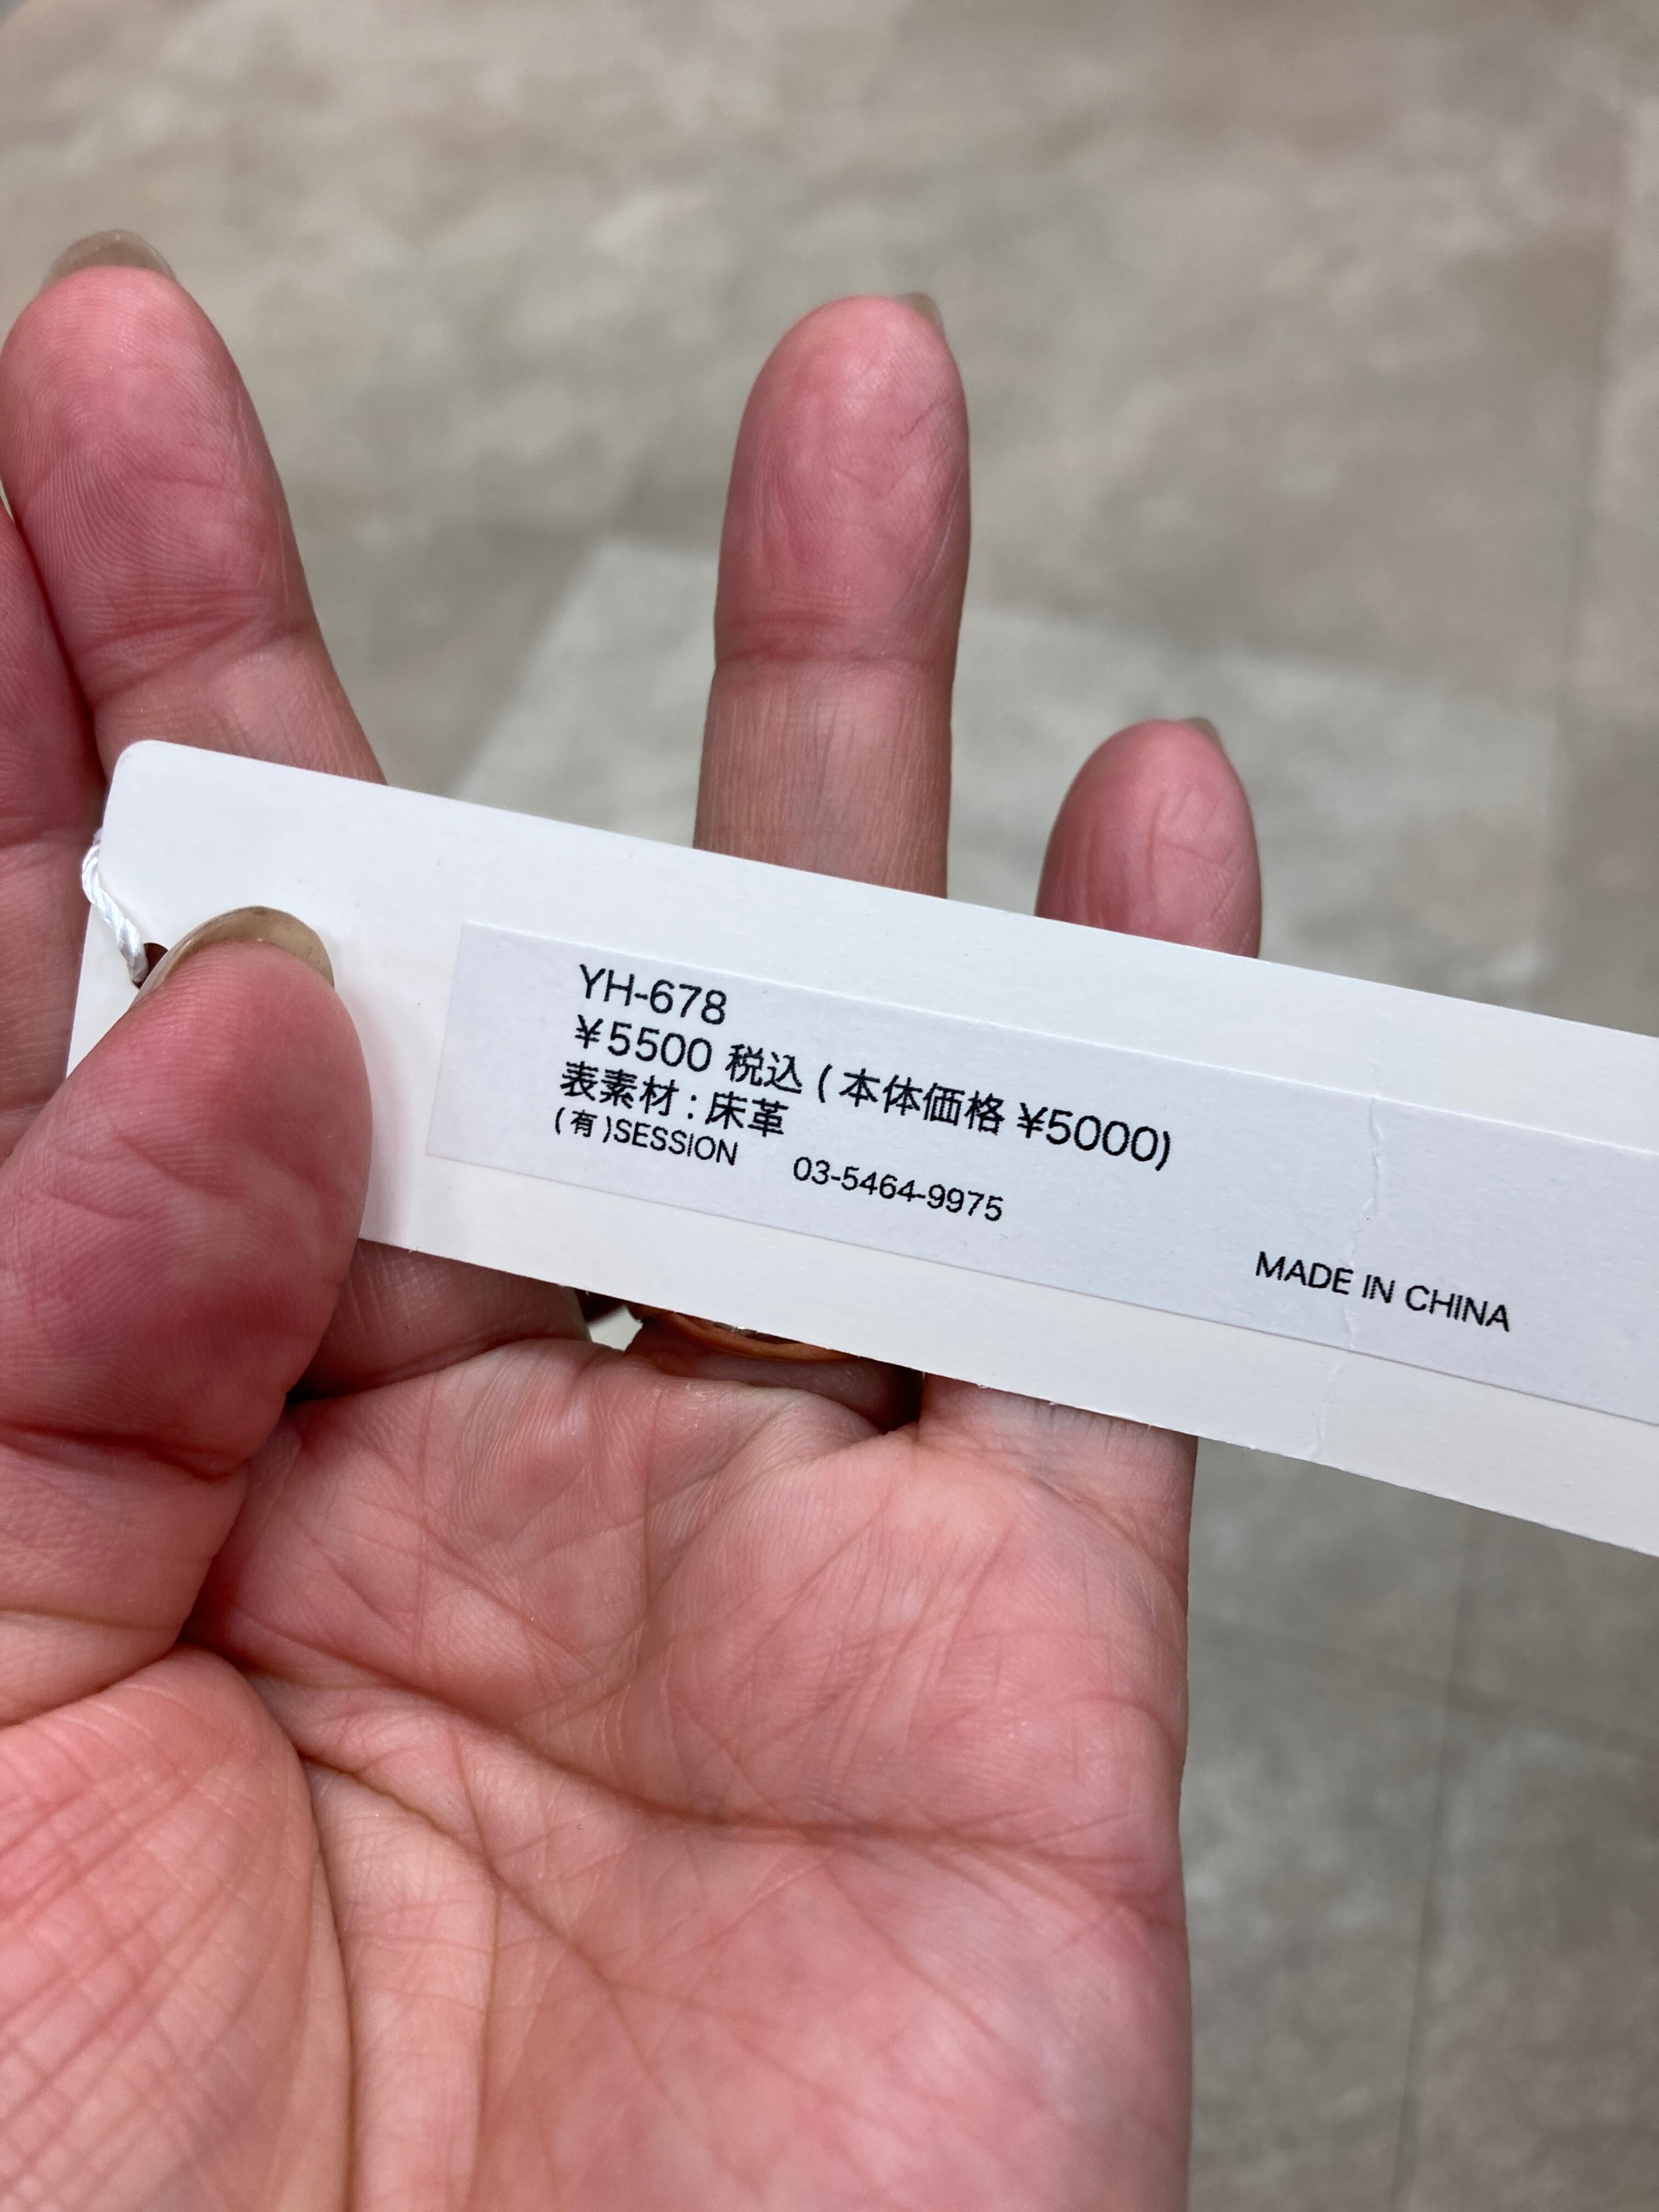 YH-678
¥5500 税込 (本体価格 ¥5000)
表素材:床革
(有)SESSION 03-5464-9975
MADE IN CHINA